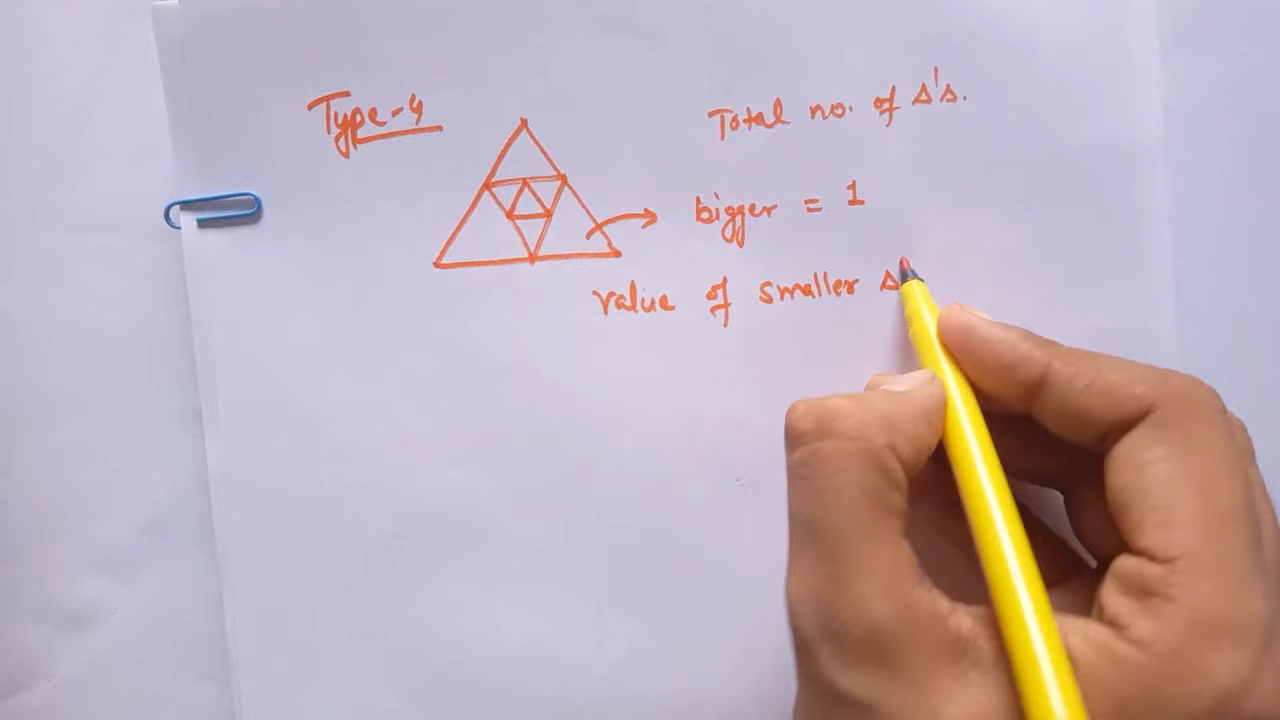 Type-4
Total no. of Δ's.
bigger = 1
value of smaller Δ